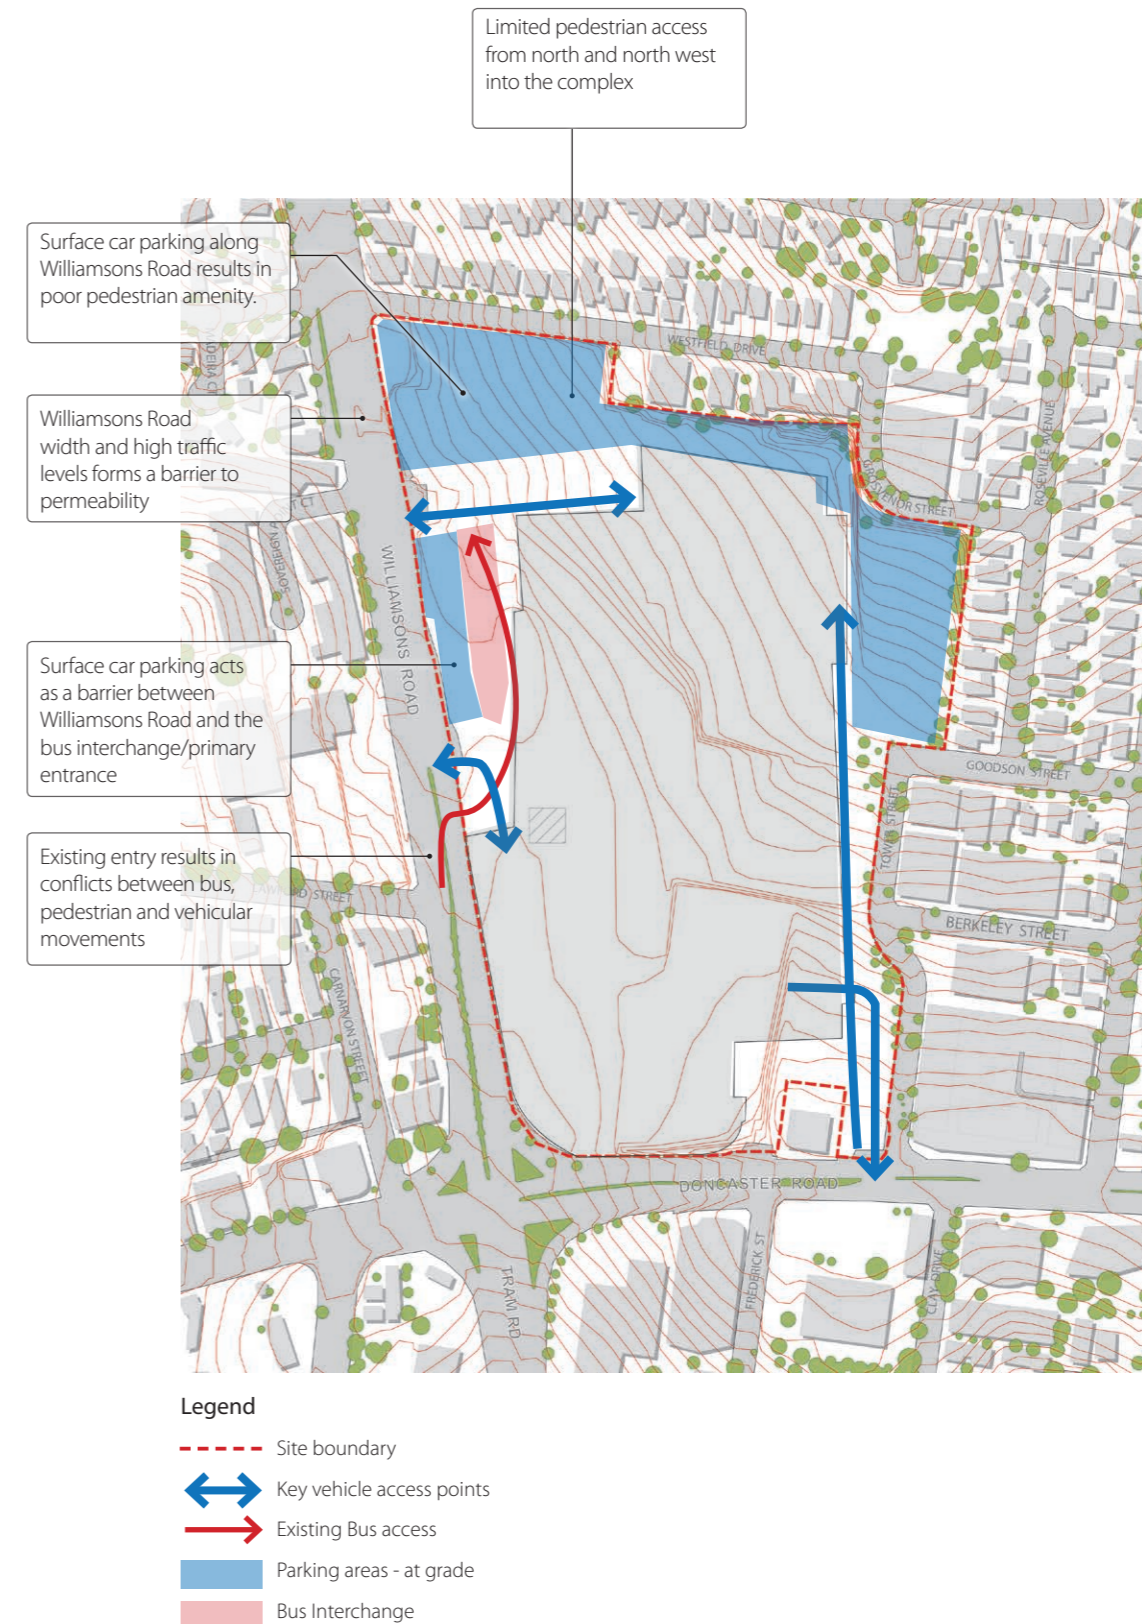 Limited pedestrian access
from north and north west
into the complex
Surface car parking along
Williamsons Road results in
poor pedestrian amenity.
Williamsons Road
width and high traffic
levels forms a barrier to
permeability
Surface car parking acts
as a barrier between
Williamsons Road and the
bus interchange/primary
entrance
Existing entry results in
conflicts between bus,
pedestrian and vehicular
movements
WESTFIELD DRIVE
ROSEVILLE AVENUE
GROSVENOR STREET
WILLIAMSONS ROAD
GOODSON STREET
TOWER STREET
BERKELEY STREET
STREET
CARNARVON STREET
DONCASTER ROAD
TRAM RD
FREDERICK ST
CLAY DRIVE
Legend
Site boundary
Key vehicle access points
Existing Bus access
Parking areas - at grade
Bus Interchange